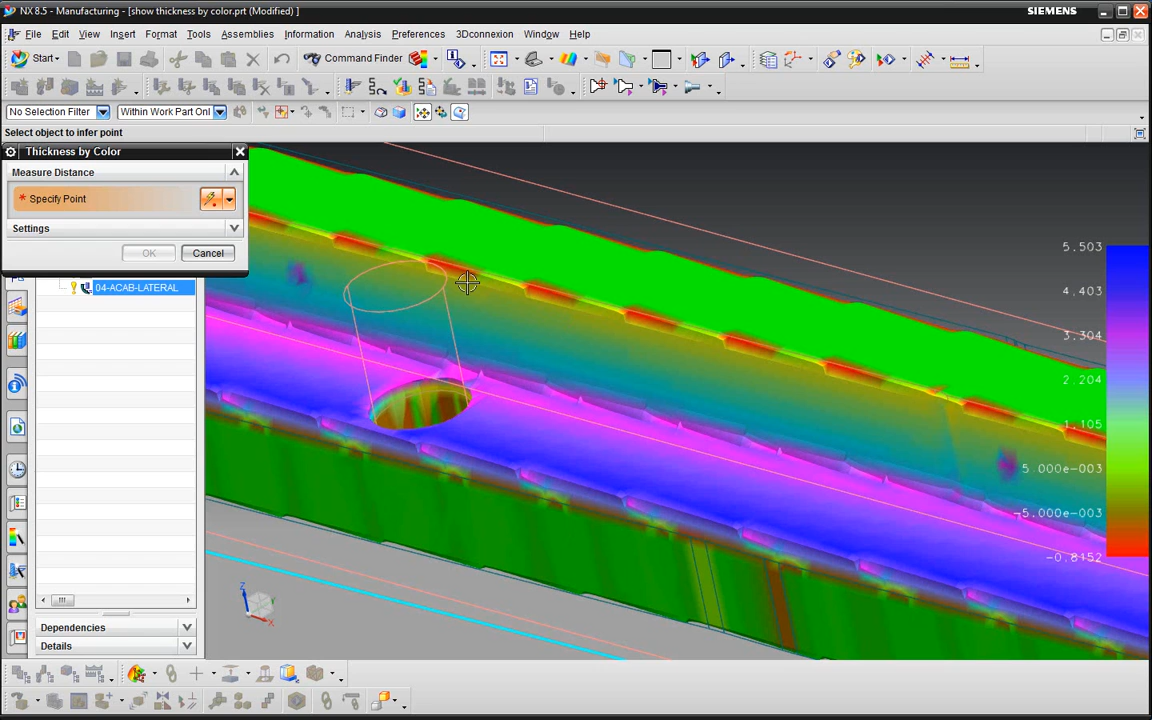 NX 8.5 - Manufacturing - [show thickness by color.prt (Modified) ]
SIEMENS
File Edit View Insert Format Tools Assemblies Information Analysis Preferences 3Dconnexion Window Help
Start Command Finder
No Selection Filter Within Work Part Onl
Select object to infer point
Thickness by Color
Measure Distance
* Specify Point
Settings
OK Cancel
04-ACAB-LATERAL
5.503
4.403
3.304
2.204
1.105
5.000e-003
-5.000e-003
-0.8152
Z
Y
X
Dependencies
Details